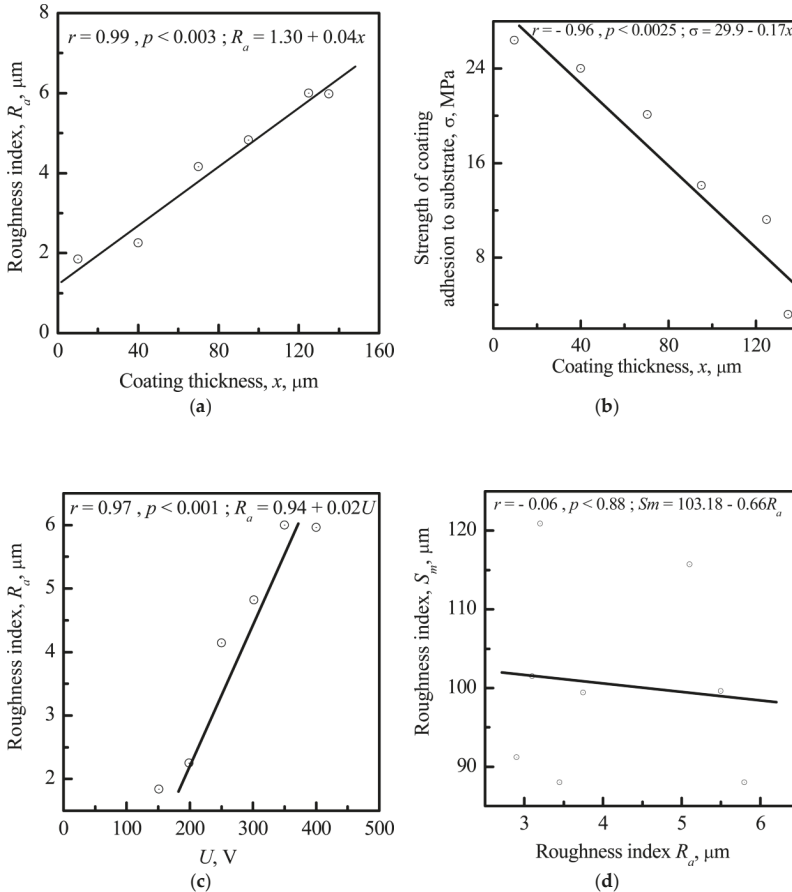 r = 0.99 , p < 0.003 ; Rₐ = 1.30 + 0.04x
Roughness index, Rₐ, μm
8
6
4
2
0
0 40 80 120 160
Coating thickness, x, μm
(a)
r = - 0.96 , p < 0.0025 ; σ = 29.9 - 0.17x
Strength of coating
adhesion to substrate, σ, MPa
24
16
8
0 40 80 120
Coating thickness, x, μm
(b)
r = 0.97 , p < 0.001 ; Rₐ = 0.94 + 0.02U
Roughness index, Rₐ, μm
6
5
4
3
2
0 100 200 300 400 500
U, V
(c)
r = - 0.06 , p < 0.88 ; Sm = 103.18 - 0.66Rₐ
Roughness index, Sₘ, μm
120
110
100
90
3 4 5 6
Roughness index Rₐ, μm
(d)